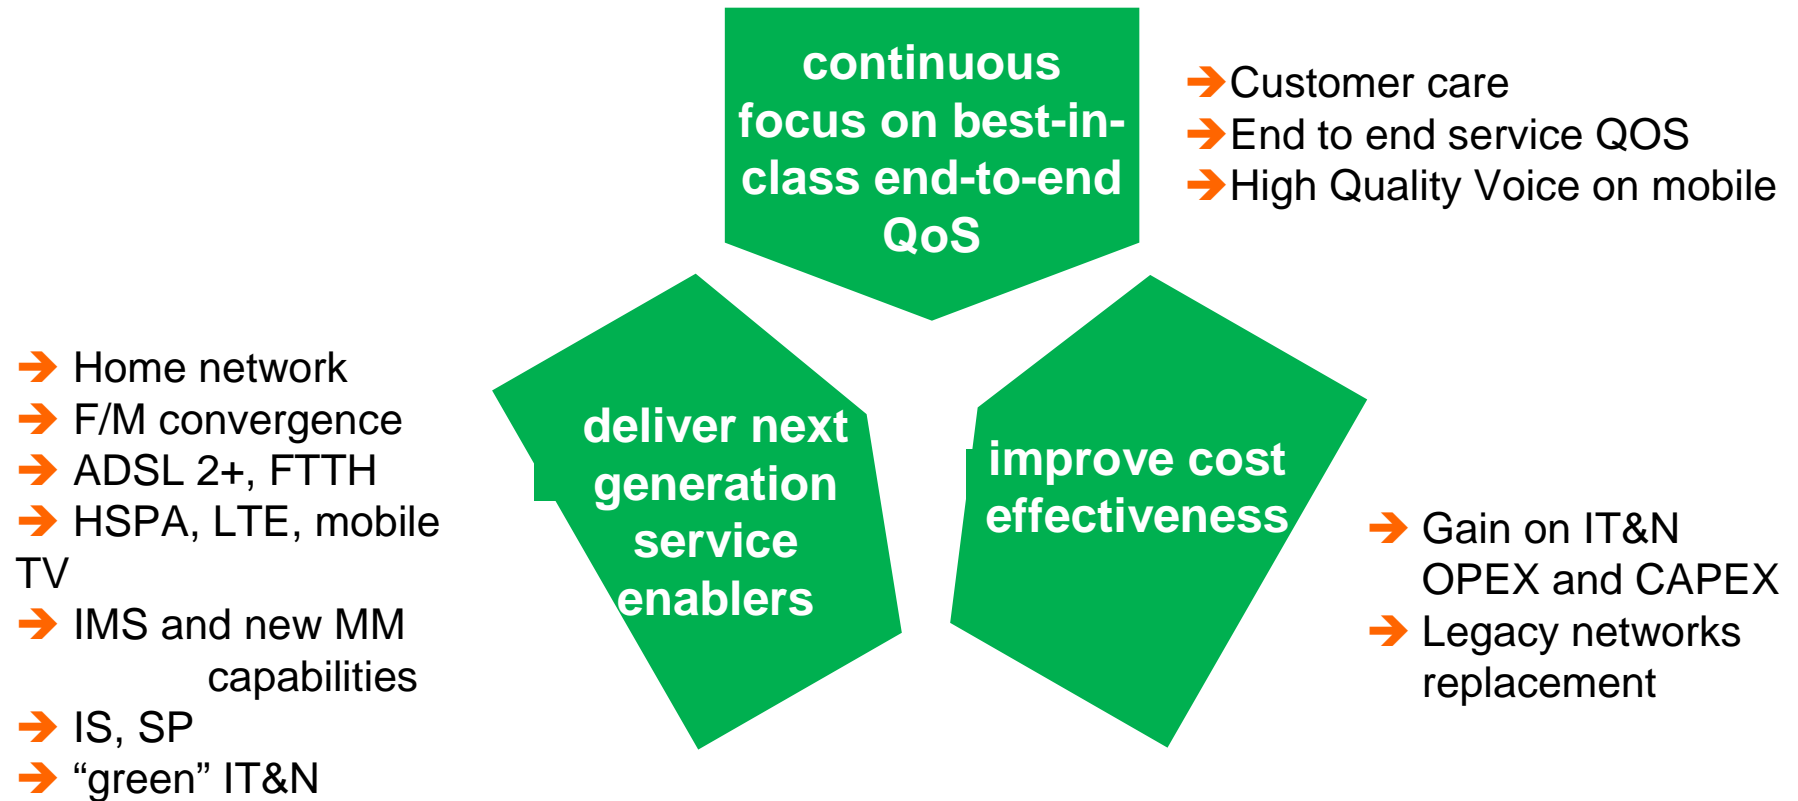 continuous
focus on best-in-
class end-to-end
QoS
➔Customer care
➔End to end service QOS
➔High Quality Voice on mobile
➔ Home network
➔ F/M convergence
➔ ADSL 2+, FTTH
➔ HSPA, LTE, mobile
TV
➔ IMS and new MM
capabilities
➔ IS, SP
➔ “green” IT&N
deliver next
generation
service
enablers
improve cost
effectiveness
➔ Gain on IT&N
OPEX and CAPEX
➔ Legacy networks
replacement